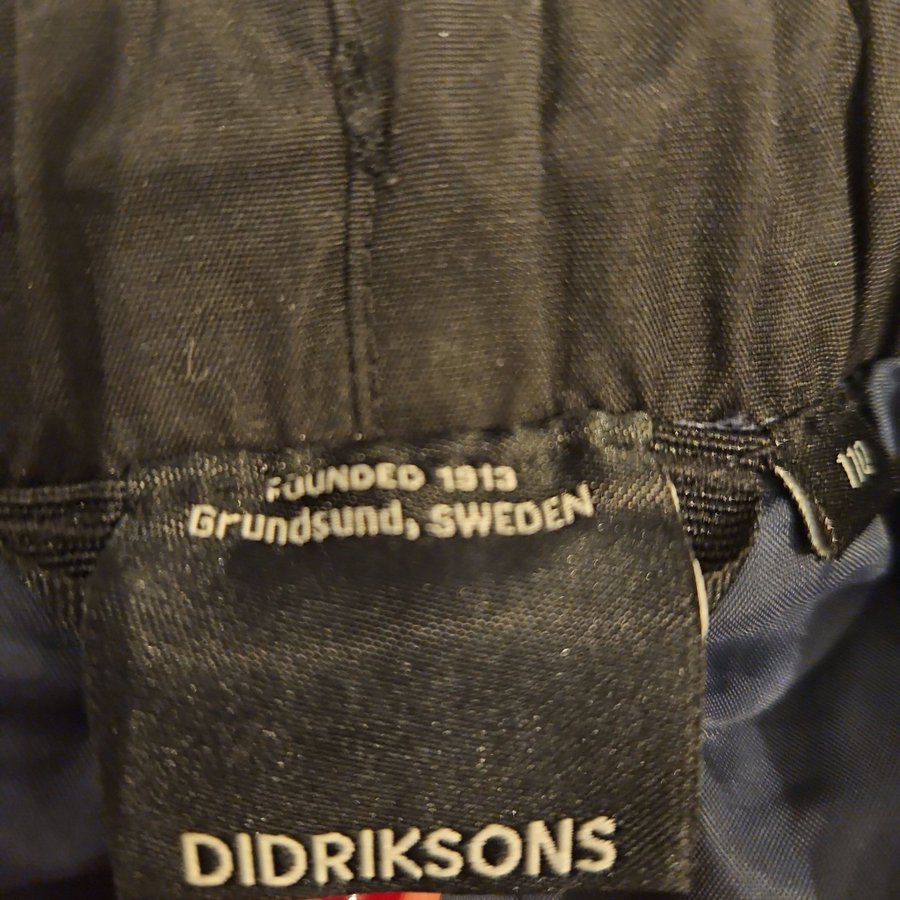 FOUNDED 1913
Grundsund, SWEDEN
DIDRIKSONS